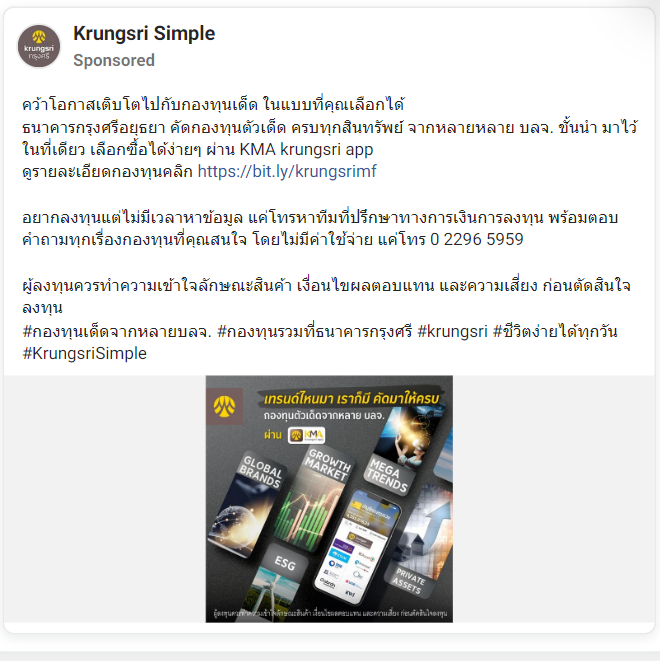 Krungsri Simple
Sponsored
krungsri
กรุงศรี
คว้าโอกาสเติบโตไปกับกองทุนเด็ด ในแบบที่คุณเลือกได้
ธนาคารกรุงศรีอยุธยา คัดกองทุนตัวเด็ด ครบทุกสินทรัพย์ จากหลายหลาย บลจ. ชั้นนำ มาไว้
ในที่เดียว เลือกซื้อได้ง่ายๆ ผ่าน KMA krungsri app
ดูรายละเอียดกองทุนคลิก https://bit.ly/krungsrimf
อยากลงทุนแต่ไม่มีเวลาหาข้อมูล แค่โทรหาทีมที่ปรึกษาทางการเงินการลงทุน พร้อมตอบ
คำถามทุกเรื่องกองทุนที่คุณสนใจ โดยไม่มีค่าใช้จ่าย แค่โทร 0 2296 5959
ผู้ลงทุนควรทำความเข้าใจลักษณะสินค้า เงื่อนไขผลตอบแทน และความเสี่ยง ก่อนตัดสินใจ
ลงทุน
#กองทุนเด็ดจากหลายบลจ. #กองทุนรวมที่ธนาคารกรุงศรี #krungsri #ชีวิตง่ายได้ทุกวัน
#KrungsriSimple
เทรนด์ไหนมา เราก็มี คัดมาให้ครบ
กองทุนตัวเด็ดจากหลาย บลจ.
ผ่าน KMA
GLOBAL
BRANDS
GROWTH
MARKET
MEGA
TRENDS
ESG
PRIVATE
ASSETS
ผู้ลงทุนควรทำความเข้าใจลักษณะสินค้า เงื่อนไขผลตอบแทน และความเสี่ยง ก่อนตัดสินใจลงทุน